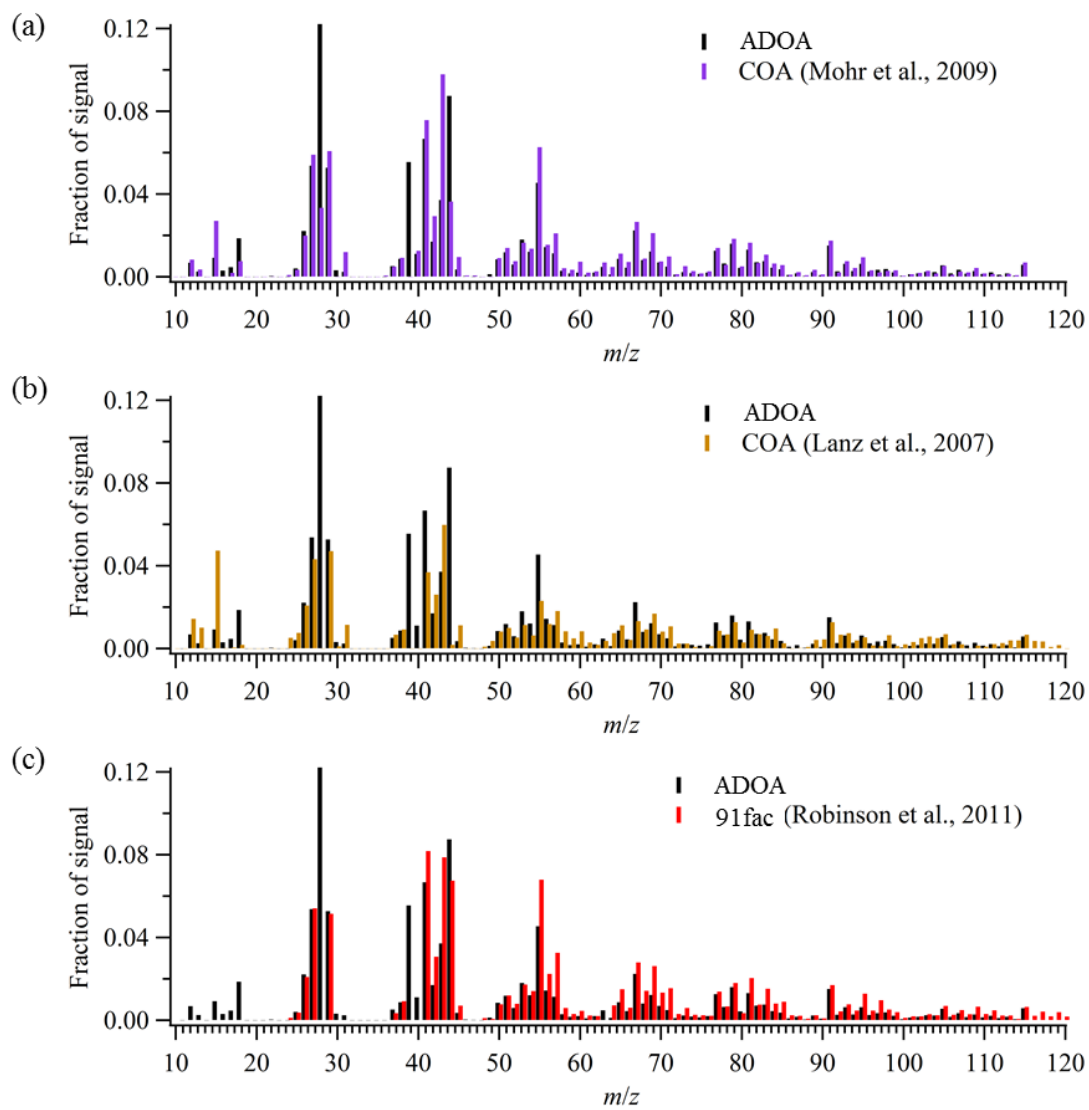 (a)
0.12
ADOA
COA (Mohr et al., 2009)
0.08
Fraction of signal
0.04
0.00
10 20 30 40 50 60 70 80 90 100 110 120
m/z
(b)
0.12
ADOA
COA (Lanz et al., 2007)
0.08
Fraction of signal
0.04
0.00
10 20 30 40 50 60 70 80 90 100 110 120
m/z
(c)
0.12
ADOA
91fac (Robinson et al., 2011)
0.08
Fraction of signal
0.04
0.00
10 20 30 40 50 60 70 80 90 100 110 120
m/z